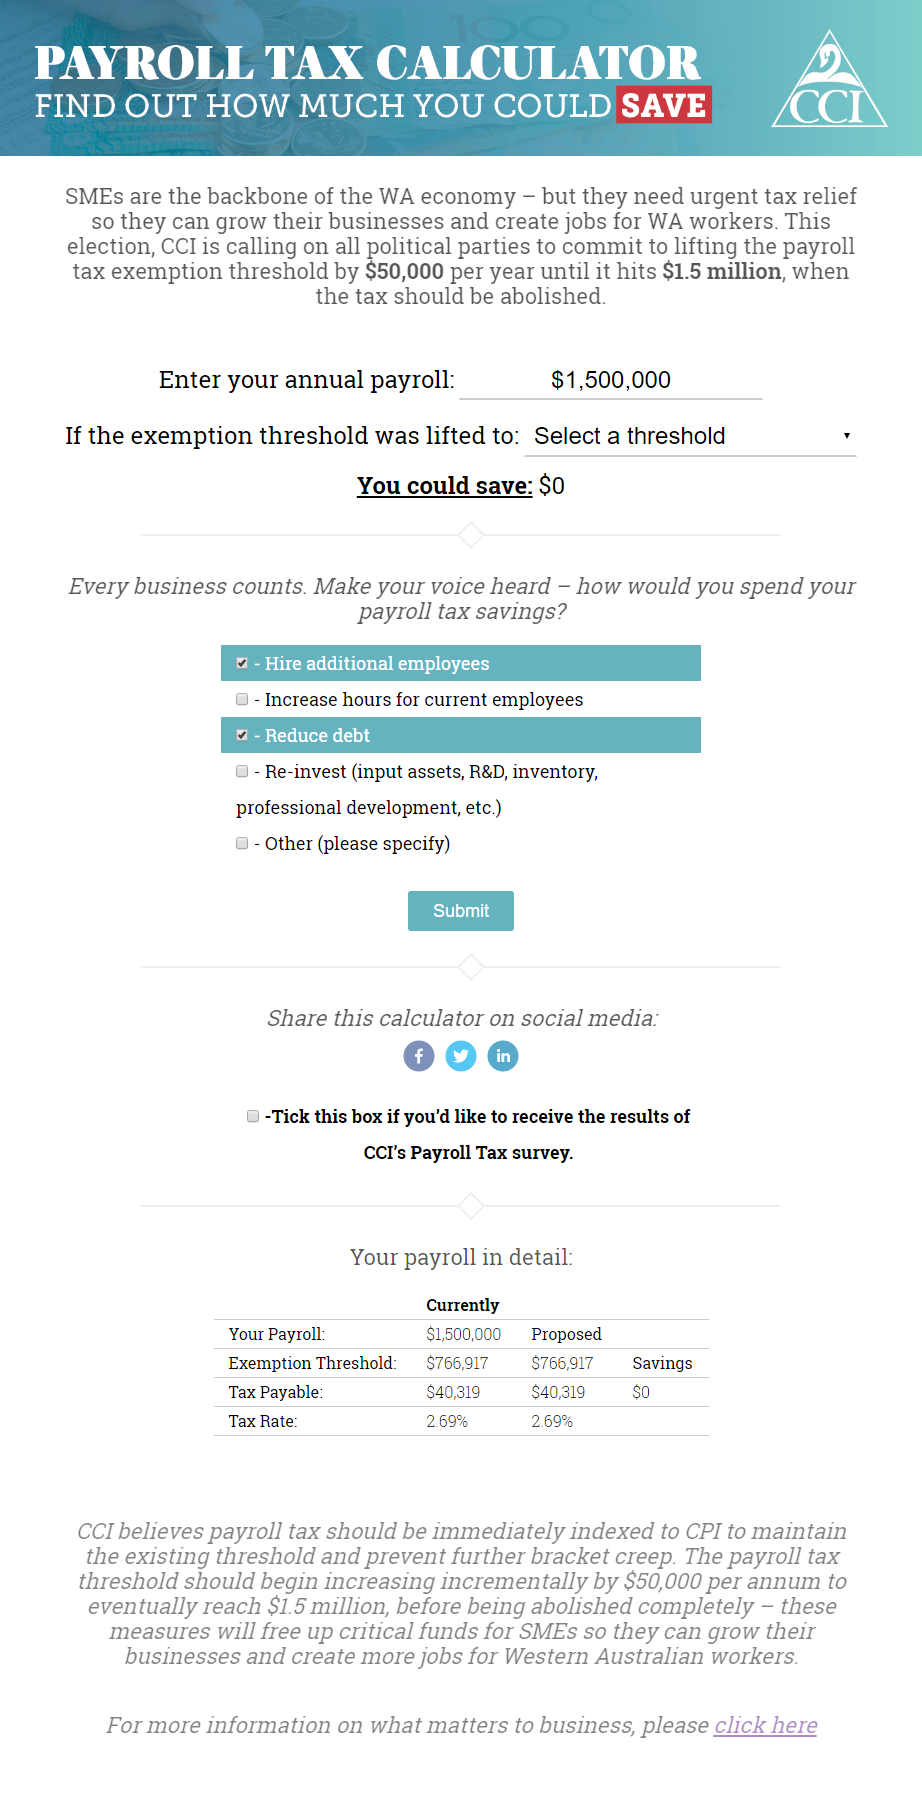 PAYROLL TAX CALCULATOR
FIND OUT HOW MUCH YOU COULD SAVE
CCI
SMEs are the backbone of the WA economy – but they need urgent tax relief
so they can grow their businesses and create jobs for WA workers. This
election, CCI is calling on all political parties to commit to lifting the payroll
tax exemption threshold by $50,000 per year until it hits $1.5 million, when
the tax should be abolished.
Enter your annual payroll: $1,500,000
If the exemption threshold was lifted to: Select a threshold
You could save: $0
Every business counts. Make your voice heard – how would you spend your
payroll tax savings?
- Hire additional employees
- Increase hours for current employees
- Reduce debt
- Re-invest (input assets, R&D, inventory,
professional development, etc.)
- Other (please specify)
Submit
Share this calculator on social media:
f in
-Tick this box if you’d like to receive the results of
CCI’s Payroll Tax survey.
Your payroll in detail:
Currently
Your Payroll: $1,500,000 Proposed
Exemption Threshold: $766,917 $766,917 Savings
Tax Payable: $40,319 $40,319 $0
Tax Rate: 2.69% 2.69%
CCI believes payroll tax should be immediately indexed to CPI to maintain
the existing threshold and prevent further bracket creep. The payroll tax
threshold should begin increasing incrementally by $50,000 per annum to
eventually reach $1.5 million, before being abolished completely – these
measures will free up critical funds for SMEs so they can grow their
businesses and create more jobs for Western Australian workers.
For more information on what matters to business, please click here